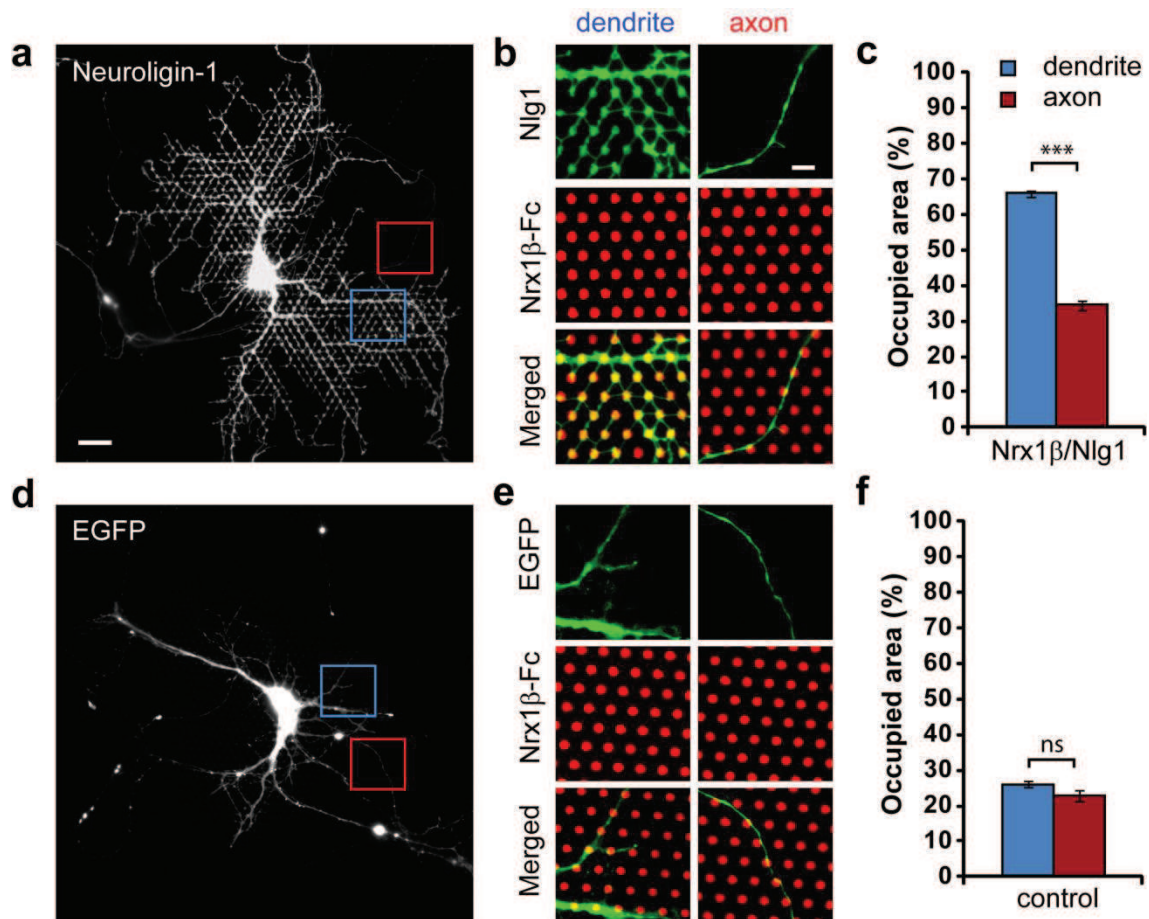 a
Neuroligin-1
b
dendrite
axon
Nlg1
Nrx1β-Fc
Merged
c
100
90
80
70
60
50
40
30
20
10
0
Occupied area (%)
dendrite
axon
***
Nrx1β/Nlg1
d
EGFP
e
EGFP
Nrx1β-Fc
Merged
f
100
90
80
70
60
50
40
30
20
10
0
Occupied area (%)
ns
control